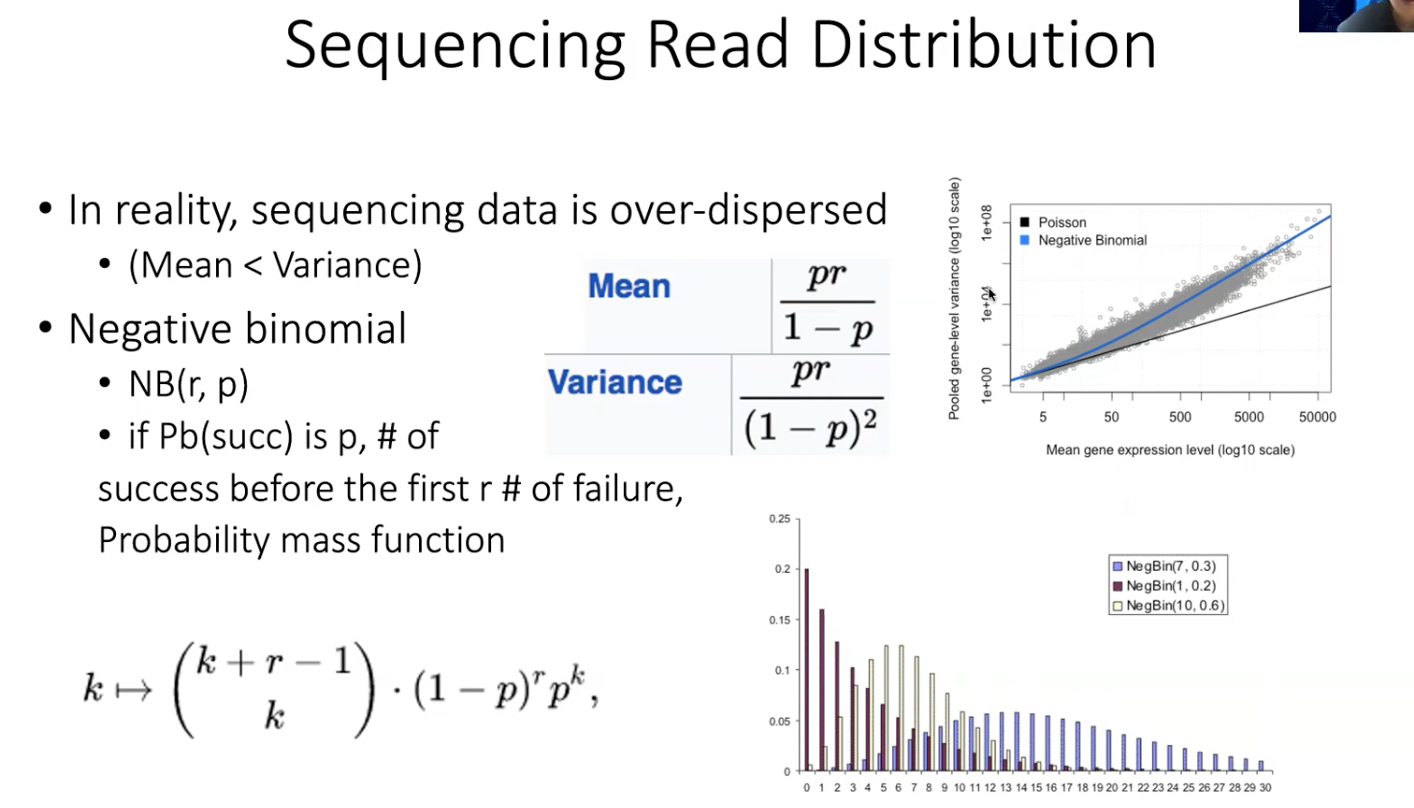 Sequencing Read Distribution
• In reality, sequencing data is over-dispersed
• (Mean < Variance)
• Negative binomial
• NB(r, p)
• if Pb(succ) is p, # of
success before the first r # of failure,
Probability mass function
k ↦ (k + r − 1 k) · (1 − p)^r p^k,
Mean pr / 1 − p
Variance pr / (1 − p)²
Pooled gene-level variance (log10 scale)
1e+08
1e+04
1e+00
Poisson
Negative Binomial
5 50 500 5000 50000
Mean gene expression level (log10 scale)
0.25
0.2
0.15
0.1
0.05
0
NegBin(7, 0.3)
NegBin(1, 0.2)
NegBin(10, 0.6)
0 1 2 3 4 5 6 7 8 9 10 11 12 13 14 15 16 17 18 19 20 21 22 23 24 25 26 27 28 29 30